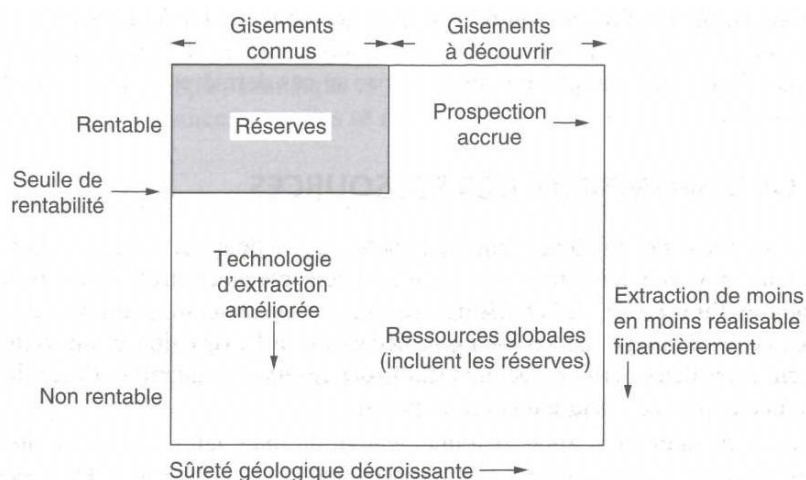 Gisements
connus
Gisements
à découvrir
Rentable
Réserves
Prospection
accrue
Seuile de
rentabilité
Technologie
d'extraction
améliorée
Ressources globales
(incluent les réserves)
Extraction de moins
en moins réalisable
financièrement
Non rentable
Sûreté géologique décroissante